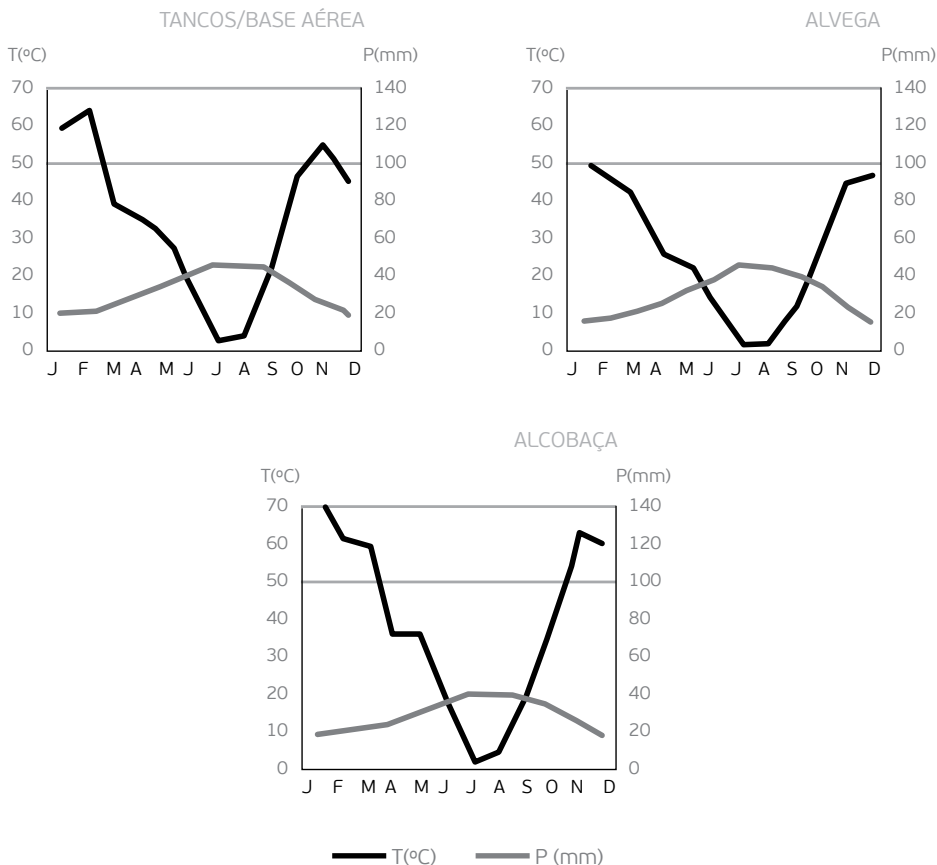 TANCOS/BASE AÉREA
T(ºC) P(mm)
70 140
60 120
50 100
40 80
30 60
20 40
10 20
0 0
J F M A M J J A S O N D
ALVEGA
T(ºC) P(mm)
70 140
60 120
50 100
40 80
30 60
20 40
10 20
0 0
J F M A M J J A S O N D
ALCOBAÇA
T(ºC) P(mm)
70 140
60 120
50 100
40 80
30 60
20 40
10 20
0 0
J F M A M J J A S O N D
T(ºC) P (mm)